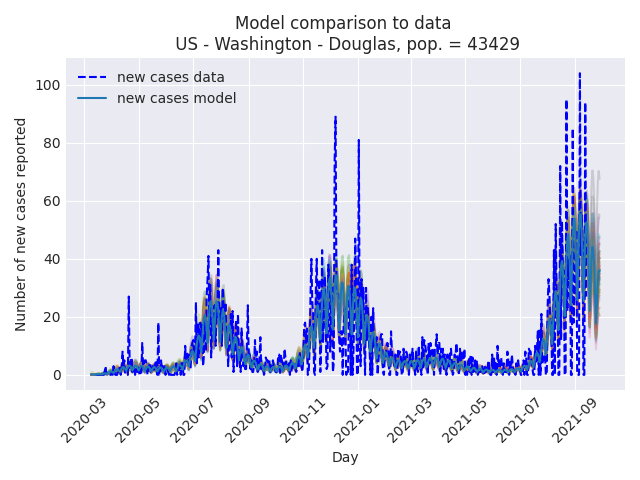 Model comparison to data
US - Washington - Douglas, pop. = 43429
new cases data
new cases model
Number of new cases reported
100
80
60
40
20
0
2020-03
2020-05
2020-07
2020-09
2020-11
2021-01
2021-03
2021-05
2021-07
2021-09
Day